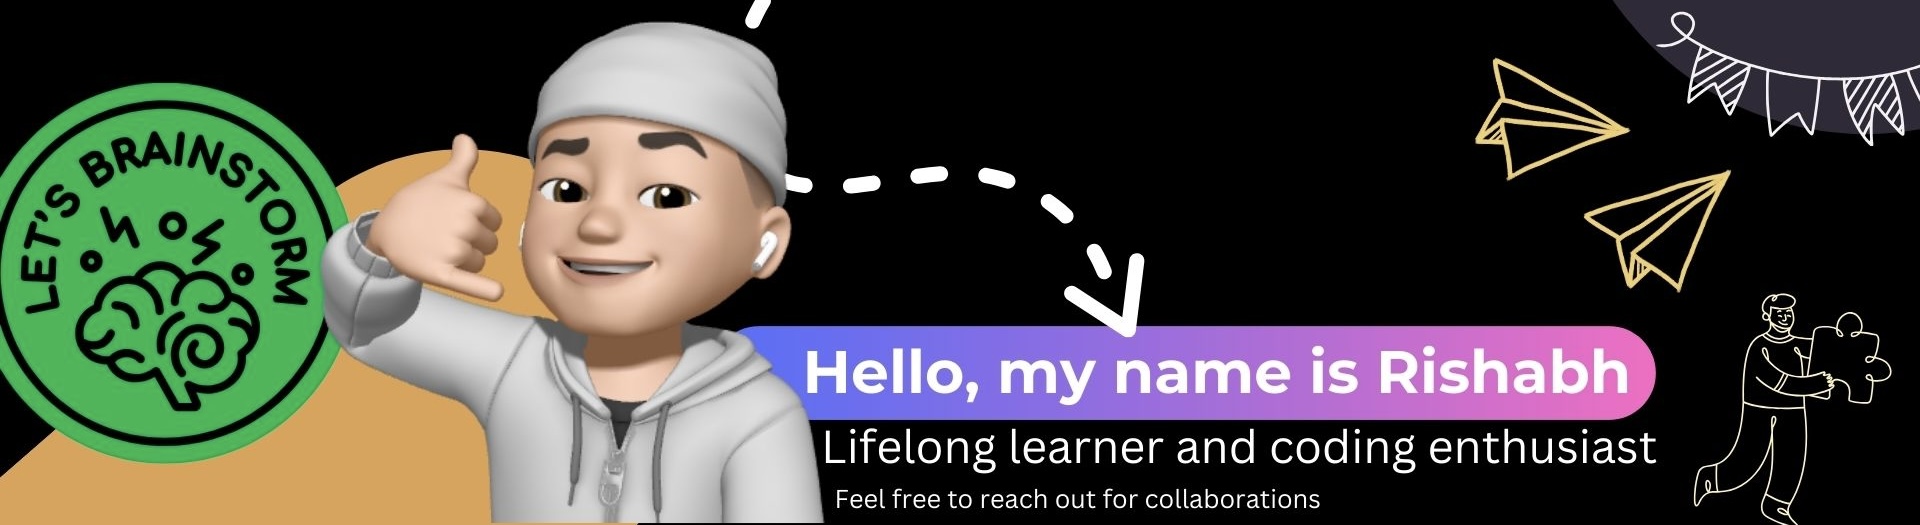 LET'S BRAINSTORM
Hello, my name is Rishabh
Lifelong learner and coding enthusiast
Feel free to reach out for collaborations